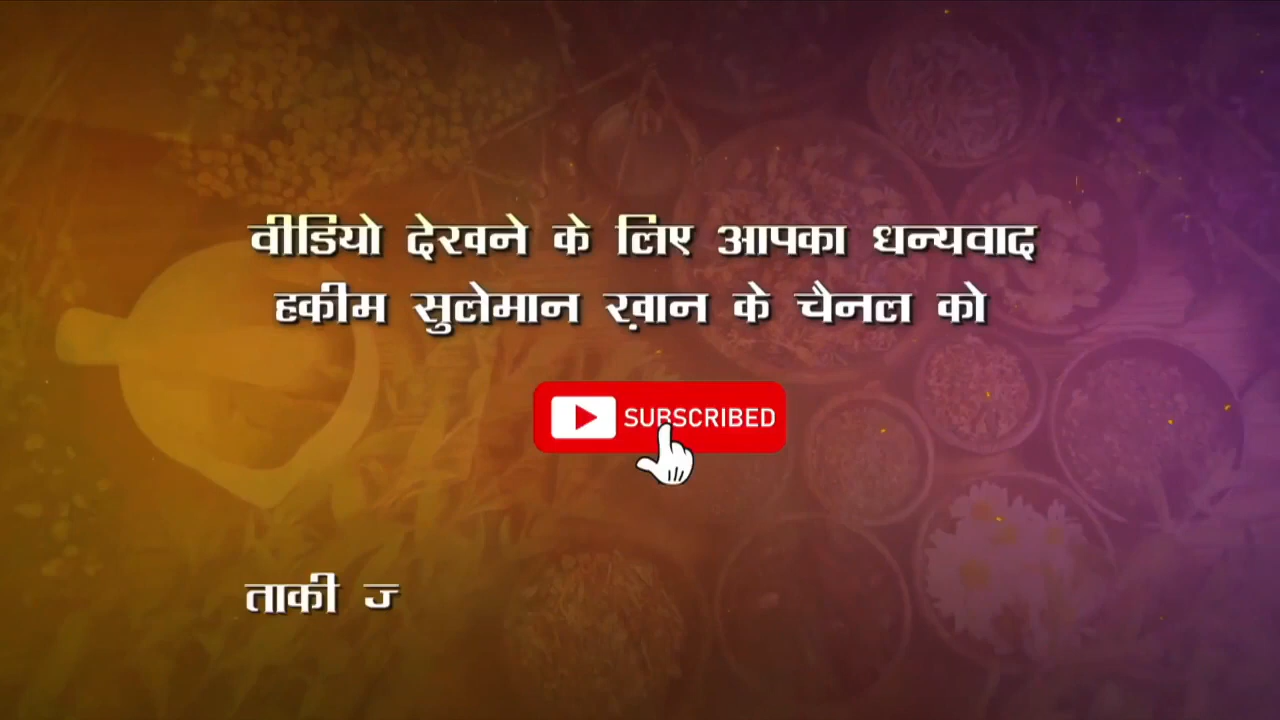 वीडियो देखने के लिए आपका धन्यवाद
हकीम सुलेमान ख़ान के चैनल को
SUBSCRIBED
ताकी